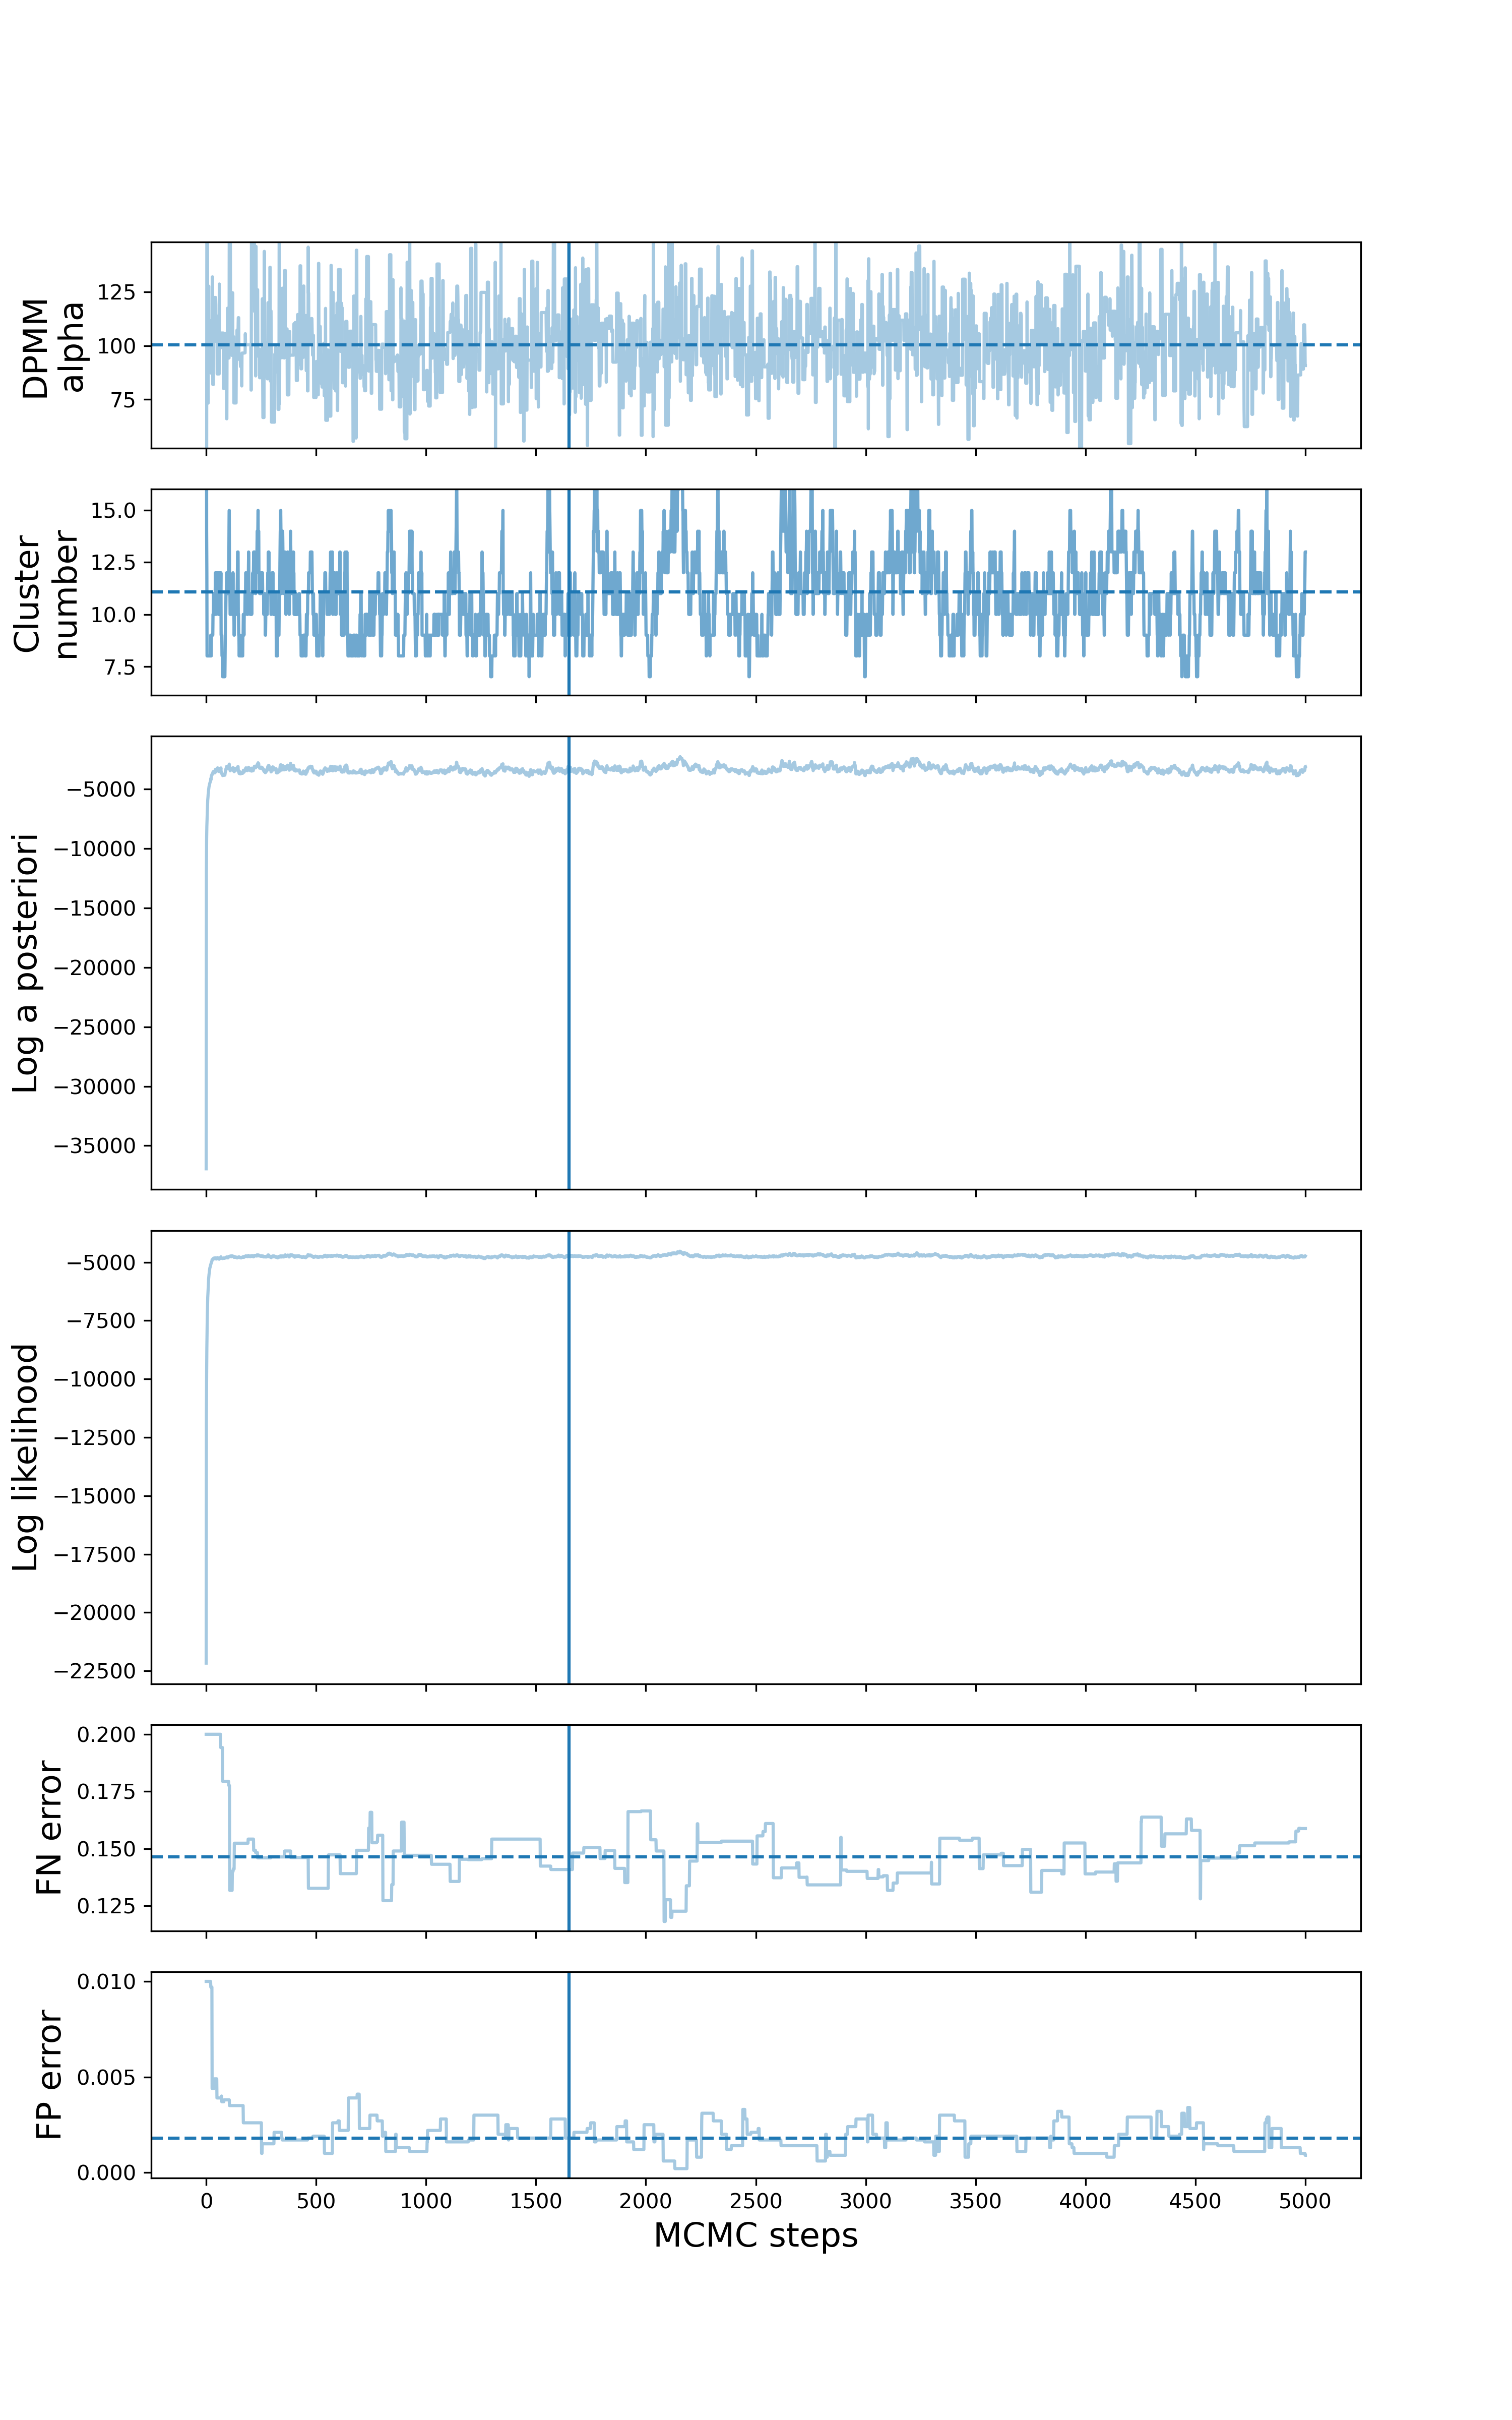 DPMM
alpha
125
100
75
Cluster
number
15.0
12.5
10.0
7.5
Log a posteriori
−5000
−10000
−15000
−20000
−25000
−30000
−35000
Log likelihood
−5000
−7500
−10000
−12500
−15000
−17500
−20000
−22500
FN error
0.200
0.175
0.150
0.125
FP error
0.010
0.005
0.000
0 500 1000 1500 2000 2500 3000 3500 4000 4500 5000
MCMC steps